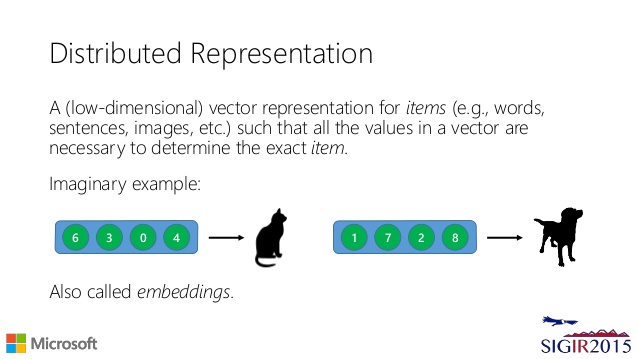 Distributed Representation
A (low-dimensional) vector representation for items (e.g., words,
sentences, images, etc.) such that all the values in a vector are
necessary to determine the exact item.
Imaginary example:
6 3 0 4
1 7 2 8
Also called embeddings.
Microsoft
SIGIR2015